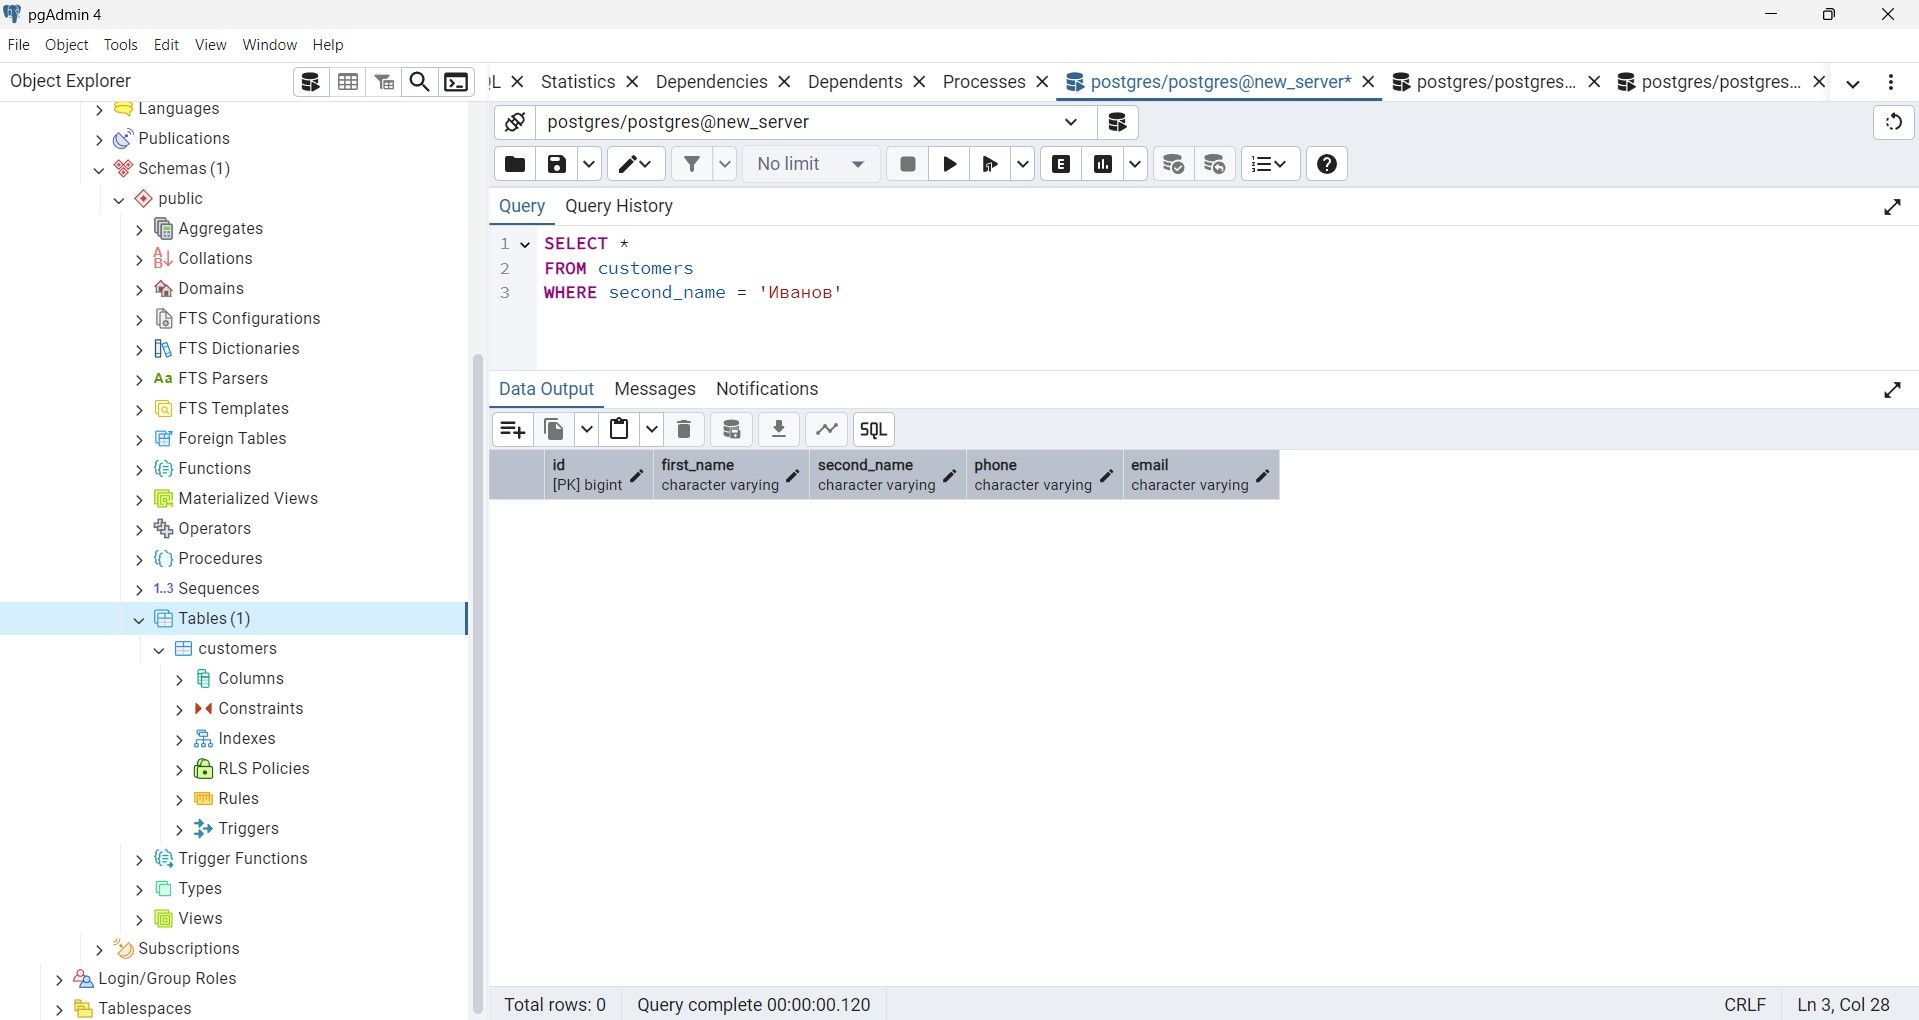 pgAdmin 4
File Object Tools Edit View Window Help
Object Explorer
L Statistics Dependencies Dependents Processes postgres/postgres@new_server* postgres/postgres... postgres/postgres...
Languages
Publications
Schemas (1)
public
Aggregates
Collations
Domains
FTS Configurations
FTS Dictionaries
Aa FTS Parsers
FTS Templates
Foreign Tables
Functions
Materialized Views
Operators
Procedures
1..3 Sequences
Tables (1)
customers
Columns
Constraints
Indexes
RLS Policies
Rules
Triggers
Trigger Functions
Types
Views
Subscriptions
Login/Group Roles
Tablespaces
postgres/postgres@new_server
No limit E
Query Query History
1 SELECT *
2 FROM customers
3 WHERE second_name = 'Иванов'
Data Output Messages Notifications
SQL
id first_name second_name phone email
[PK] bigint character varying character varying character varying character varying
Total rows: 0 Query complete 00:00:00.120 CRLF Ln 3, Col 28